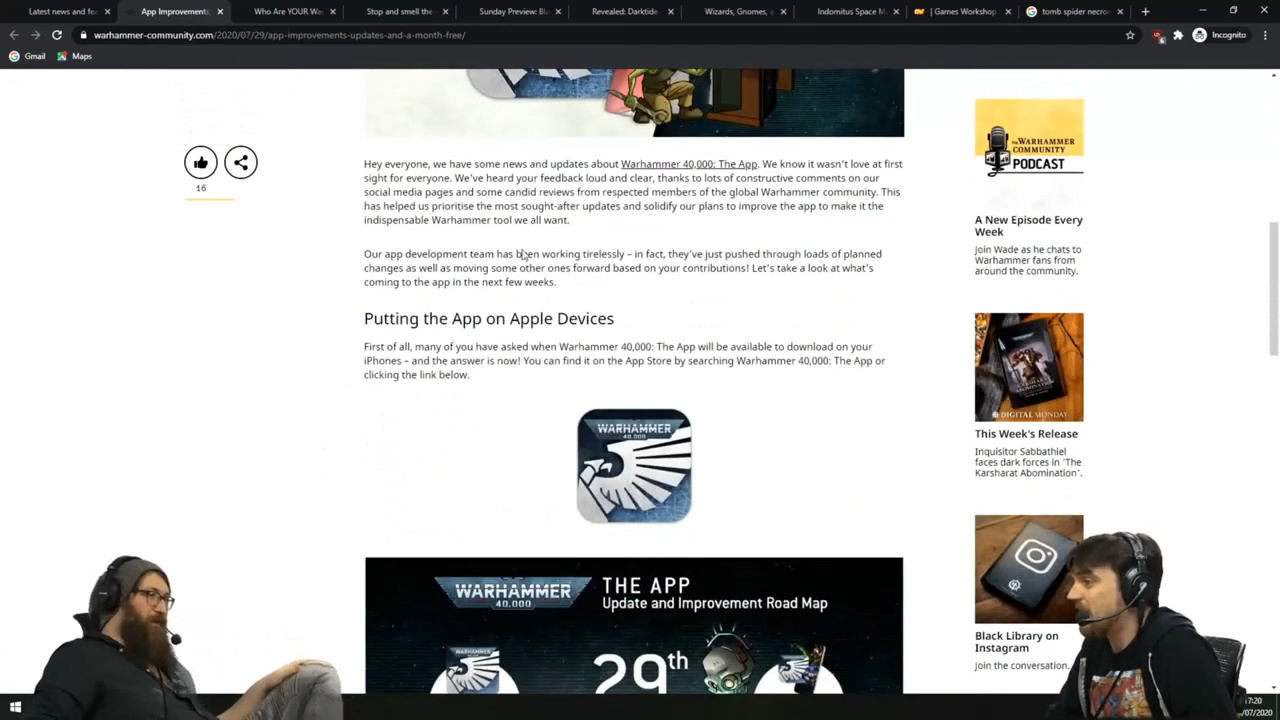 Latest news and fe
App Improvements,
Who Are YOUR Wa
Stop and smell the
Sunday Preview: Bl
Revealed: Darktide
Wizards, Gnomes, e
Indomitus Space M
| Games Workshop
tomb spider necro
warhammer-community.com/2020/07/29/app-improvements-updates-and-a-month-free/
Incognito
Gmail
Maps
16
Hey everyone, we have some news and updates about Warhammer 40,000: The App. We know it wasn't love at first
sight for everyone. We've heard your feedback loud and clear, thanks to lots of constructive comments on our
social media pages and some candid reviews from respected members of the global Warhammer community. This
has helped us prioritise the most sought-after updates and solidify our plans to improve the app to make it the
indispensable Warhammer tool we all want.
Our app development team has been working tirelessly – in fact, they've just pushed through loads of planned
changes as well as moving some other ones forward based on your contributions! Let's take a look at what's
coming to the app in the next few weeks.
Putting the App on Apple Devices
First of all, many of you have asked when Warhammer 40,000: The App will be available to download on your
iPhones – and the answer is now! You can find it on the App Store by searching Warhammer 40,000: The App or
clicking the link below.
WARHAMMER
40,000
WARHAMMER
40,000
THE APP
Update and Improvement Road Map
29th
WARHAMMER
THE WARHAMMER
COMMUNITY
PODCAST
A New Episode Every
Week
Join Wade as he chats to
Warhammer fans from
around the community.
DIGITAL MONDAY
This Week's Release
Inquisitor Sabbathiel
faces dark forces in 'The
Karsharat Abomination'.
Black Library on
Instagram
Join the conversation.
17:20
/07/2020